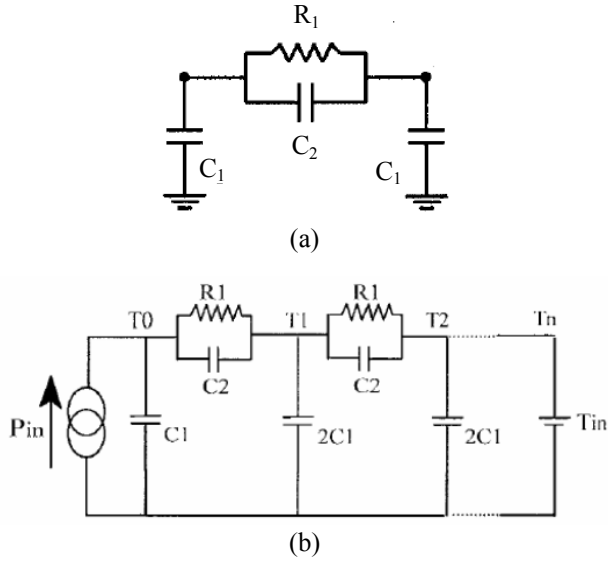 R1
C2
C1 C1
(a)
R1 R1
T0 T1 T2 Tn
C2 C2
Pin C1 2C1 2C1 Tin
(b)